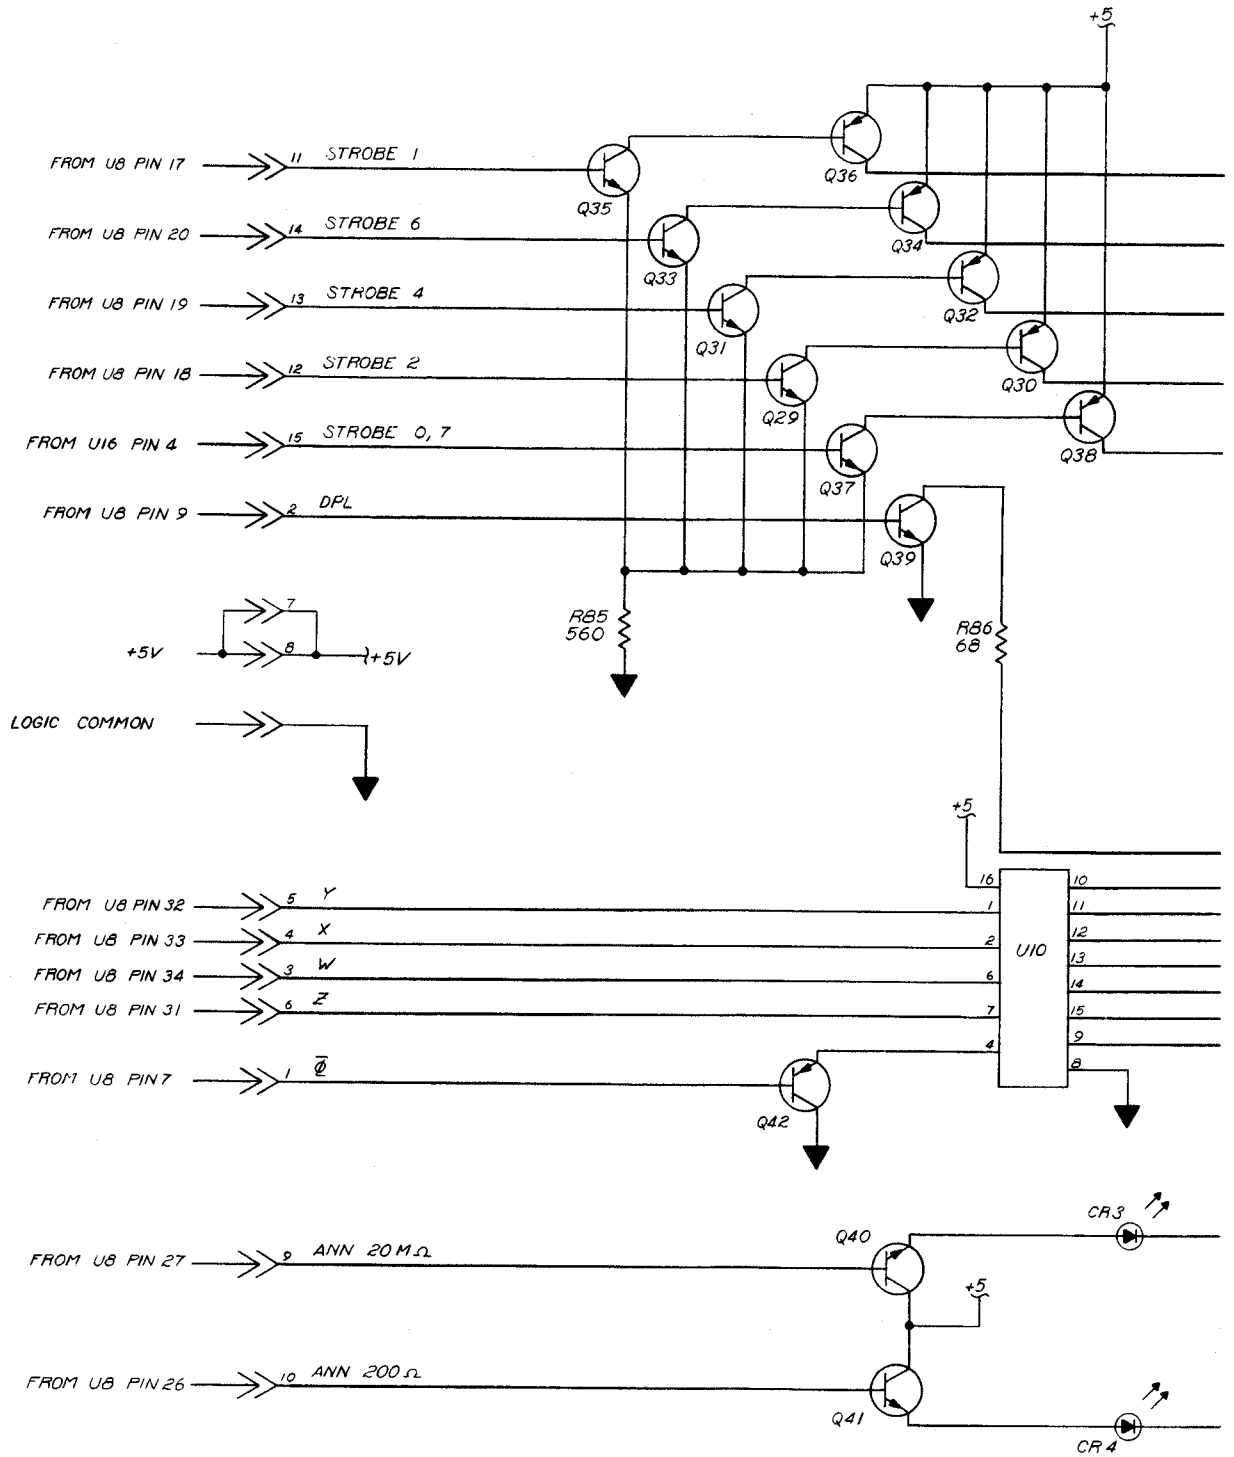 +5
FROM U8 PIN 17
11
STROBE 1
Q35
Q36
FROM U8 PIN 20
14
STROBE 6
Q33
Q34
FROM U8 PIN 19
13
STROBE 4
Q31
Q32
FROM U8 PIN 18
12
STROBE 2
Q29
Q30
FROM U16 PIN 4
15
STROBE 0,7
Q37
Q38
FROM U8 PIN 9
2
DPL
Q39
R85
560
R86
68
7
+5V
8
+5V
LOGIC COMMON
+5
16
10
FROM U8 PIN 32
5
Y
1
11
FROM U8 PIN 33
4
X
2
12
U10
13
FROM U8 PIN 34
3
W
6
14
FROM U8 PIN 31
6
Z
7
15
4
9
8
FROM U8 PIN 7
1
Φ̅
Q42
CR3
Q40
FROM U8 PIN 27
9
ANN 20MΩ
+5
FROM U8 PIN 26
10
ANN 200Ω
Q41
CR4